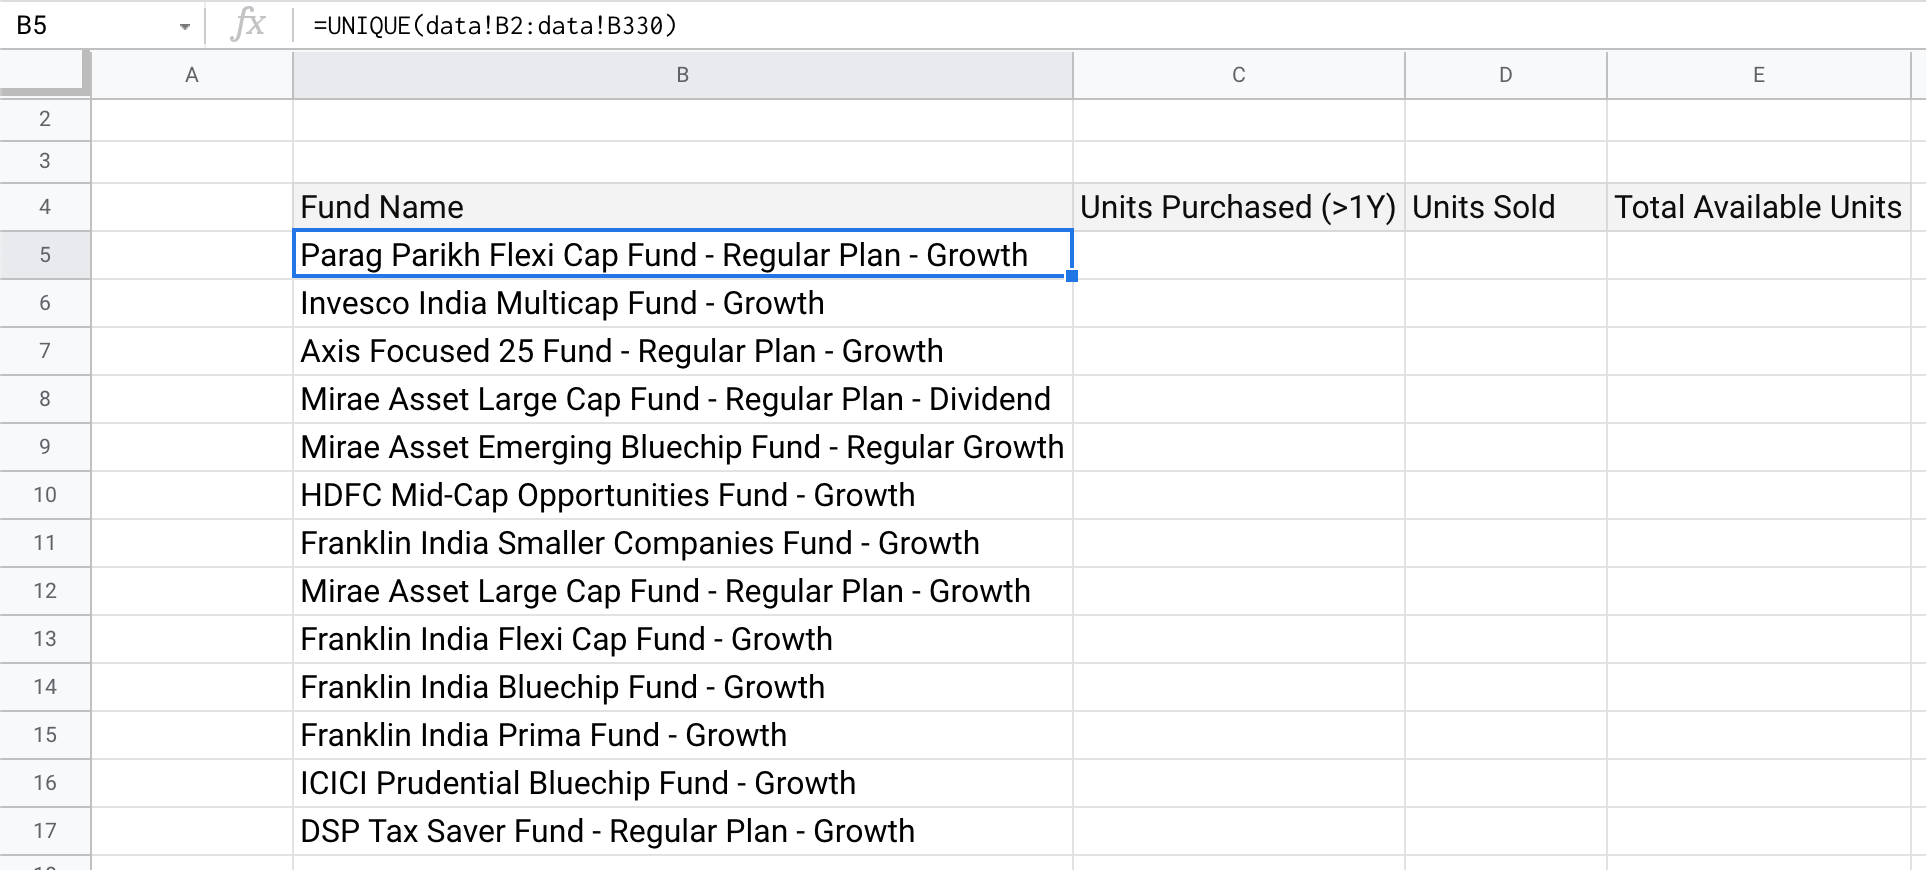 B5 fx =UNIQUE(data!B2:data!B330)
A B C D E
2
3
4 Fund Name Units Purchased (>1Y) Units Sold Total Available Units
5 Parag Parikh Flexi Cap Fund - Regular Plan - Growth
6 Invesco India Multicap Fund - Growth
7 Axis Focused 25 Fund - Regular Plan - Growth
8 Mirae Asset Large Cap Fund - Regular Plan - Dividend
9 Mirae Asset Emerging Bluechip Fund - Regular Growth
10 HDFC Mid-Cap Opportunities Fund - Growth
11 Franklin India Smaller Companies Fund - Growth
12 Mirae Asset Large Cap Fund - Regular Plan - Growth
13 Franklin India Flexi Cap Fund - Growth
14 Franklin India Bluechip Fund - Growth
15 Franklin India Prima Fund - Growth
16 ICICI Prudential Bluechip Fund - Growth
17 DSP Tax Saver Fund - Regular Plan - Growth